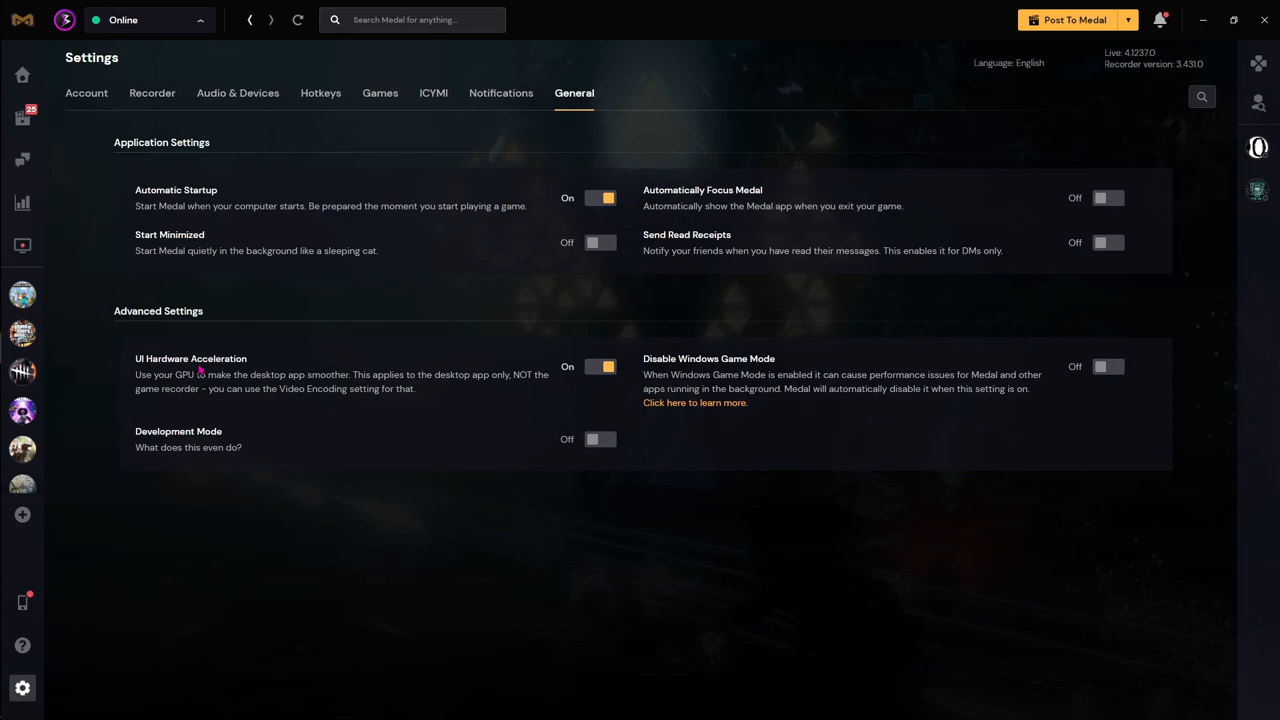 Online
Search Medal for anything...
Post To Medal
Settings
Language: English
Live: 4.1237.0
Recorder version: 3.431.0
Account
Recorder
Audio & Devices
Hotkeys
Games
ICYMI
Notifications
General
25
Application Settings
Automatic Startup
Start Medal when your computer starts. Be prepared the moment you start playing a game.
On
Automatically Focus Medal
Automatically show the Medal app when you exit your game.
Off
Start Minimized
Start Medal quietly in the background like a sleeping cat.
Off
Send Read Receipts
Notify your friends when you have read their messages. This enables it for DMs only.
Off
Advanced Settings
UI Hardware Acceleration
Use your GPU to make the desktop app smoother. This applies to the desktop app only, NOT the
game recorder - you can use the Video Encoding setting for that.
On
Disable Windows Game Mode
When Windows Game Mode is enabled it can cause performance issues for Medal and other
apps running in the background. Medal will automatically disable it when this setting is on.
Click here to learn more.
Off
Development Mode
What does this even do?
Off